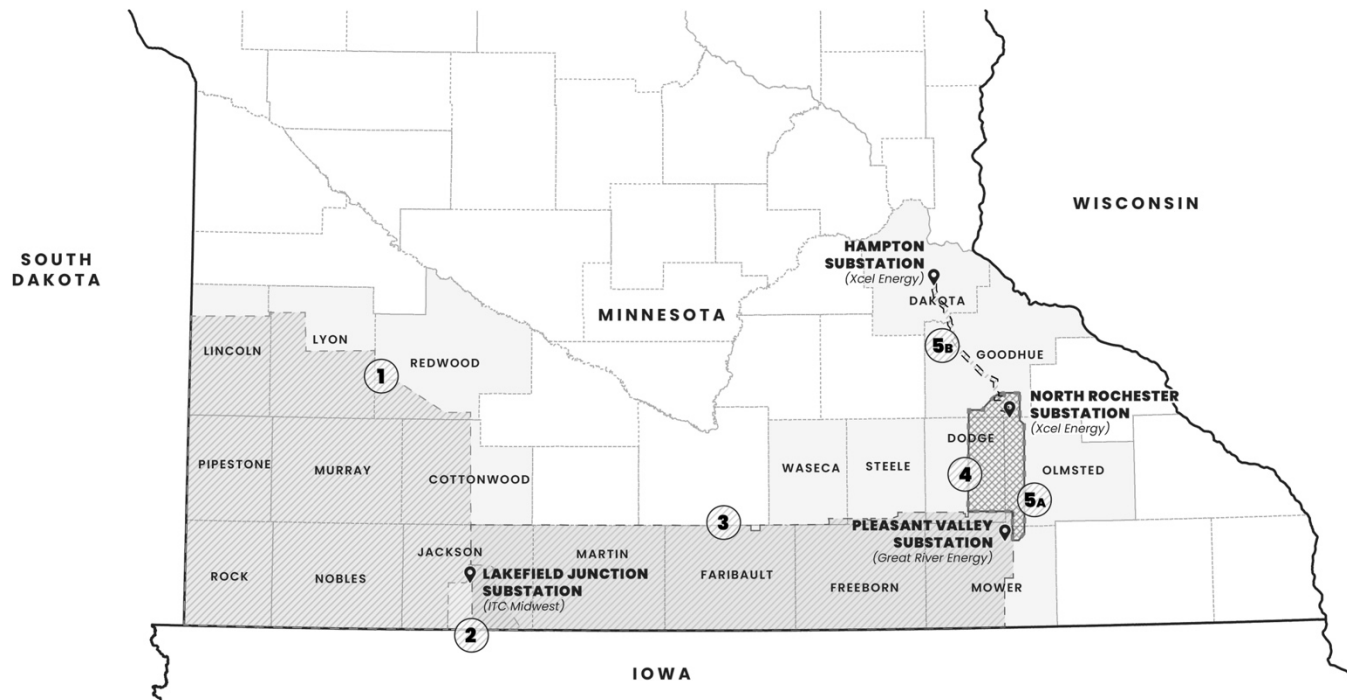 WISCONSIN
SOUTH
DAKOTA
HAMPTON
SUBSTATION
(Xcel Energy)
DAKOTA
MINNESOTA
LYON
LINCOLN
REDWOOD
1
5B
GOODHUE
NORTH ROCHESTER
SUBSTATION
(Xcel Energy)
PIPESTONE
MURRAY
COTTONWOOD
WASECA
STEELE
DODGE
4
OLMSTED
5A
3
PLEASANT VALLEY
SUBSTATION
(Great River Energy)
ROCK
NOBLES
JACKSON
LAKEFIELD JUNCTION
SUBSTATION
(ITC Midwest)
MARTIN
FARIBAULT
FREEBORN
MOWER
2
IOWA